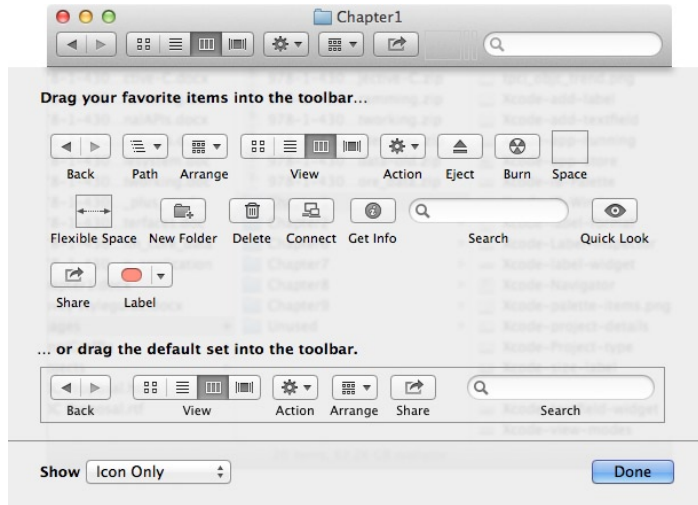 Chapter1
Drag your favorite items into the toolbar...
Back Path Arrange View Action Eject Burn Space
Flexible Space New Folder Delete Connect Get Info Search Quick Look
Share Label
... or drag the default set into the toolbar.
Back View Action Arrange Share Search
Show Icon Only Done